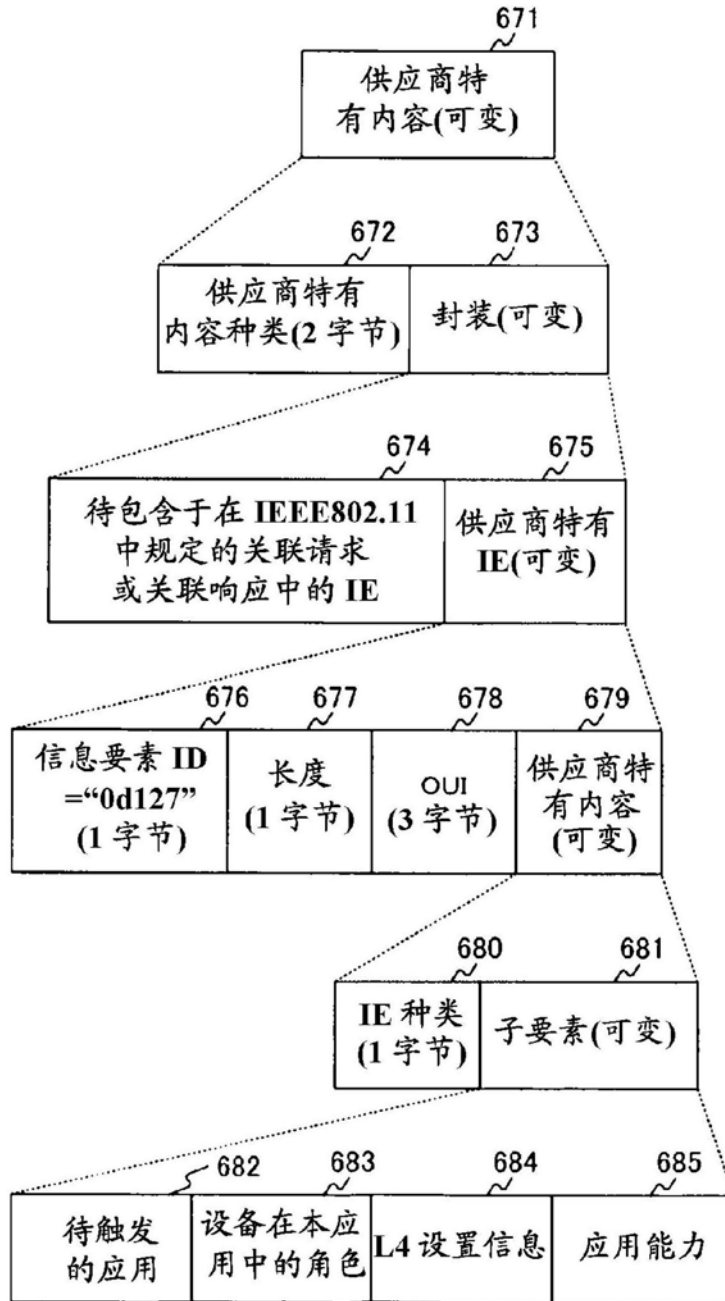 671
供应商特
有内容(可变)
672
673
供应商特有
内容种类(2 字节)
封装(可变)
674
675
待包含于在 IEEE802.11
中规定的关联请求
或关联响应中的 IE
供应商特有
IE(可变)
676
677
678
679
信息要素 ID
="0d127"
(1 字节)
长度
(1 字节)
OUI
(3 字节)
供应商特
有内容
(可变)
680
681
IE 种类
(1 字节)
子要素(可变)
682
683
684
685
待触发
的应用
设备在本应
用中的角色
L4 设置信息
应用能力